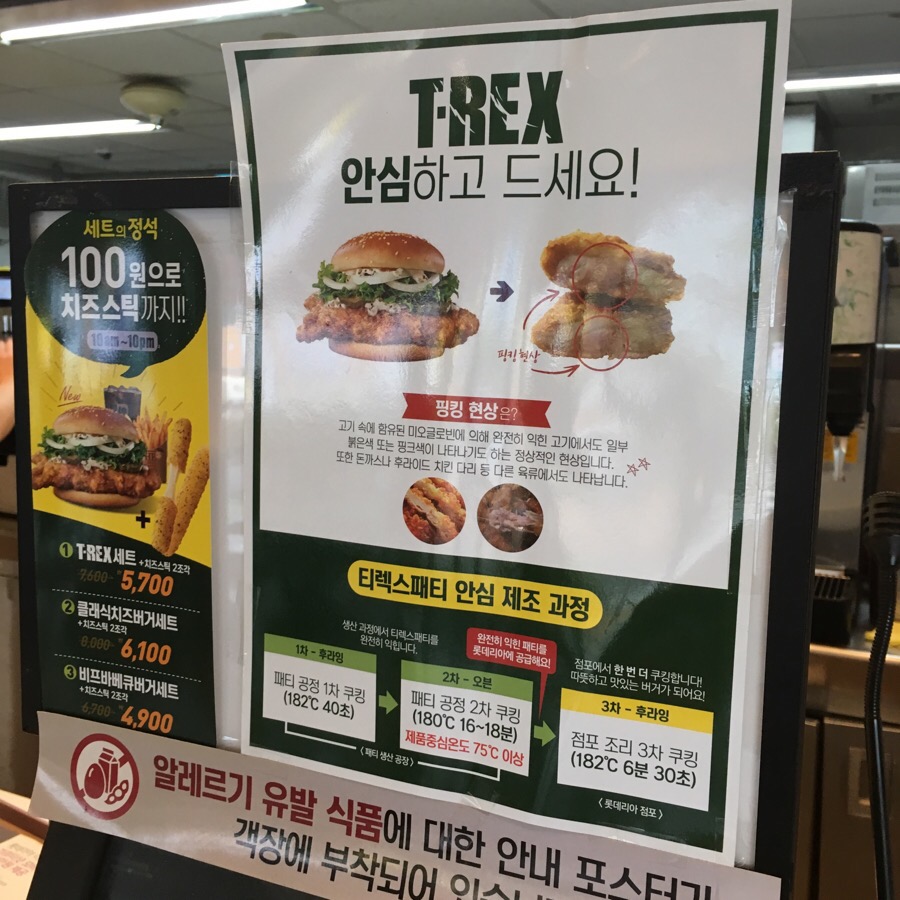 세트의 정석
100원으로
치즈스틱까지!!
10am~10pm
New
+
1 T-REX세트 +치즈스틱 2조각
7,600 5,700
2 클래식치즈버거세트
+치즈스틱 2조각
8,000 6,100
3 비프바베큐버거세트
+치즈스틱 2조각
6,700 4,900
T-REX
안심하고 드세요!
핑킹현상
핑킹 현상은?
고기 속에 함유된 미오글로빈에 의해 완전히 익힌 고기에서도 일부
붉은색 또는 핑크색이 나타나기도 하는 정상적인 현상입니다.
또한 돈까스나 후라이드 치킨 다리 등 다른 육류에서도 나타납니다.
티렉스패티 안심 제조 과정
생산 과정에서 티렉스패티를
완전히 익힙니다.
완전히 익힌 패티를
롯데리아에 공급해요!
점포에서 한 번 더 쿠킹합니다!
따뜻하고 맛있는 버거가 되어요!
1차 - 후라잉
패티 공정 1차 쿠킹
(182℃ 40초)
2차 - 오븐
패티 공정 2차 쿠킹
(180℃ 16~18분)
제품중심온도 75℃ 이상
3차 - 후라잉
점포 조리 3차 쿠킹
(182℃ 6분 30초)
< 패티 생산 공장 >
< 롯데리아 점포 >
알레르기 유발 식품에 대한 안내 포스터가
객장에 부착되어